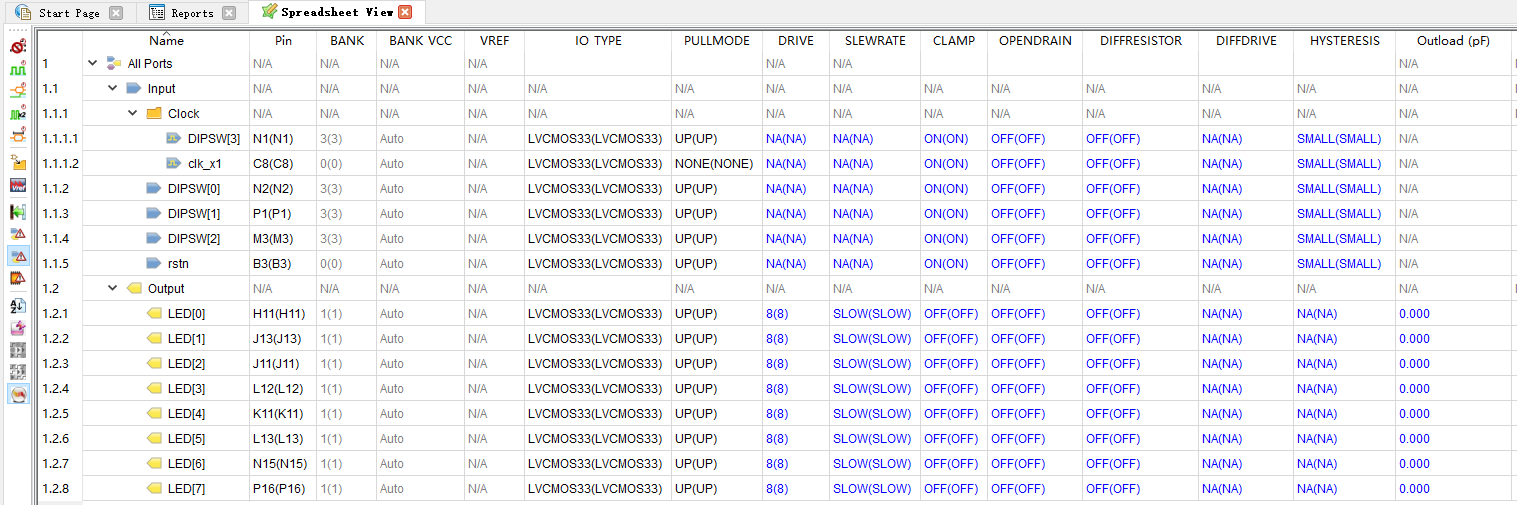 Start Page Reports Spreadsheet View
Name Pin BANK BANK VCC VREF IO TYPE PULLMODE DRIVE SLEWRATE CLAMP OPENDRAIN DIFFRESISTOR DIFFDRIVE HYSTERESIS Outload (pF)
1 All Ports N/A N/A N/A N/A N/A N/A N/A
1.1 Input N/A N/A N/A N/A N/A N/A N/A N/A N/A N/A N/A N/A N/A N/A
1.1.1 Clock N/A N/A N/A N/A N/A N/A N/A N/A N/A N/A N/A N/A N/A N/A
1.1.1.1 DIPSW[3] N1(N1) 3(3) Auto N/A LVCMOS33(LVCMOS33) UP(UP) NA(NA) NA(NA) ON(ON) OFF(OFF) OFF(OFF) NA(NA) SMALL(SMALL) N/A
1.1.1.2 clk_x1 C8(C8) 0(0) Auto N/A LVCMOS33(LVCMOS33) NONE(NONE) NA(NA) NA(NA) ON(ON) OFF(OFF) OFF(OFF) NA(NA) SMALL(SMALL) N/A
1.1.2 DIPSW[0] N2(N2) 3(3) Auto N/A LVCMOS33(LVCMOS33) UP(UP) NA(NA) NA(NA) ON(ON) OFF(OFF) OFF(OFF) NA(NA) SMALL(SMALL) N/A
1.1.3 DIPSW[1] P1(P1) 3(3) Auto N/A LVCMOS33(LVCMOS33) UP(UP) NA(NA) NA(NA) ON(ON) OFF(OFF) OFF(OFF) NA(NA) SMALL(SMALL) N/A
1.1.4 DIPSW[2] M3(M3) 3(3) Auto N/A LVCMOS33(LVCMOS33) UP(UP) NA(NA) NA(NA) ON(ON) OFF(OFF) OFF(OFF) NA(NA) SMALL(SMALL) N/A
1.1.5 rstn B3(B3) 0(0) Auto N/A LVCMOS33(LVCMOS33) UP(UP) NA(NA) NA(NA) ON(ON) OFF(OFF) OFF(OFF) NA(NA) SMALL(SMALL) N/A
1.2 Output N/A N/A N/A N/A N/A N/A N/A N/A N/A N/A N/A N/A N/A N/A
1.2.1 LED[0] H11(H11) 1(1) Auto N/A LVCMOS33(LVCMOS33) UP(UP) 8(8) SLOW(SLOW) OFF(OFF) OFF(OFF) OFF(OFF) NA(NA) NA(NA) 0.000
1.2.2 LED[1] J13(J13) 1(1) Auto N/A LVCMOS33(LVCMOS33) UP(UP) 8(8) SLOW(SLOW) OFF(OFF) OFF(OFF) OFF(OFF) NA(NA) NA(NA) 0.000
1.2.3 LED[2] J11(J11) 1(1) Auto N/A LVCMOS33(LVCMOS33) UP(UP) 8(8) SLOW(SLOW) OFF(OFF) OFF(OFF) OFF(OFF) NA(NA) NA(NA) 0.000
1.2.4 LED[3] L12(L12) 1(1) Auto N/A LVCMOS33(LVCMOS33) UP(UP) 8(8) SLOW(SLOW) OFF(OFF) OFF(OFF) OFF(OFF) NA(NA) NA(NA) 0.000
1.2.5 LED[4] K11(K11) 1(1) Auto N/A LVCMOS33(LVCMOS33) UP(UP) 8(8) SLOW(SLOW) OFF(OFF) OFF(OFF) OFF(OFF) NA(NA) NA(NA) 0.000
1.2.6 LED[5] L13(L13) 1(1) Auto N/A LVCMOS33(LVCMOS33) UP(UP) 8(8) SLOW(SLOW) OFF(OFF) OFF(OFF) OFF(OFF) NA(NA) NA(NA) 0.000
1.2.7 LED[6] N15(N15) 1(1) Auto N/A LVCMOS33(LVCMOS33) UP(UP) 8(8) SLOW(SLOW) OFF(OFF) OFF(OFF) OFF(OFF) NA(NA) NA(NA) 0.000
1.2.8 LED[7] P16(P16) 1(1) Auto N/A LVCMOS33(LVCMOS33) UP(UP) 8(8) SLOW(SLOW) OFF(OFF) OFF(OFF) OFF(OFF) NA(NA) NA(NA) 0.000